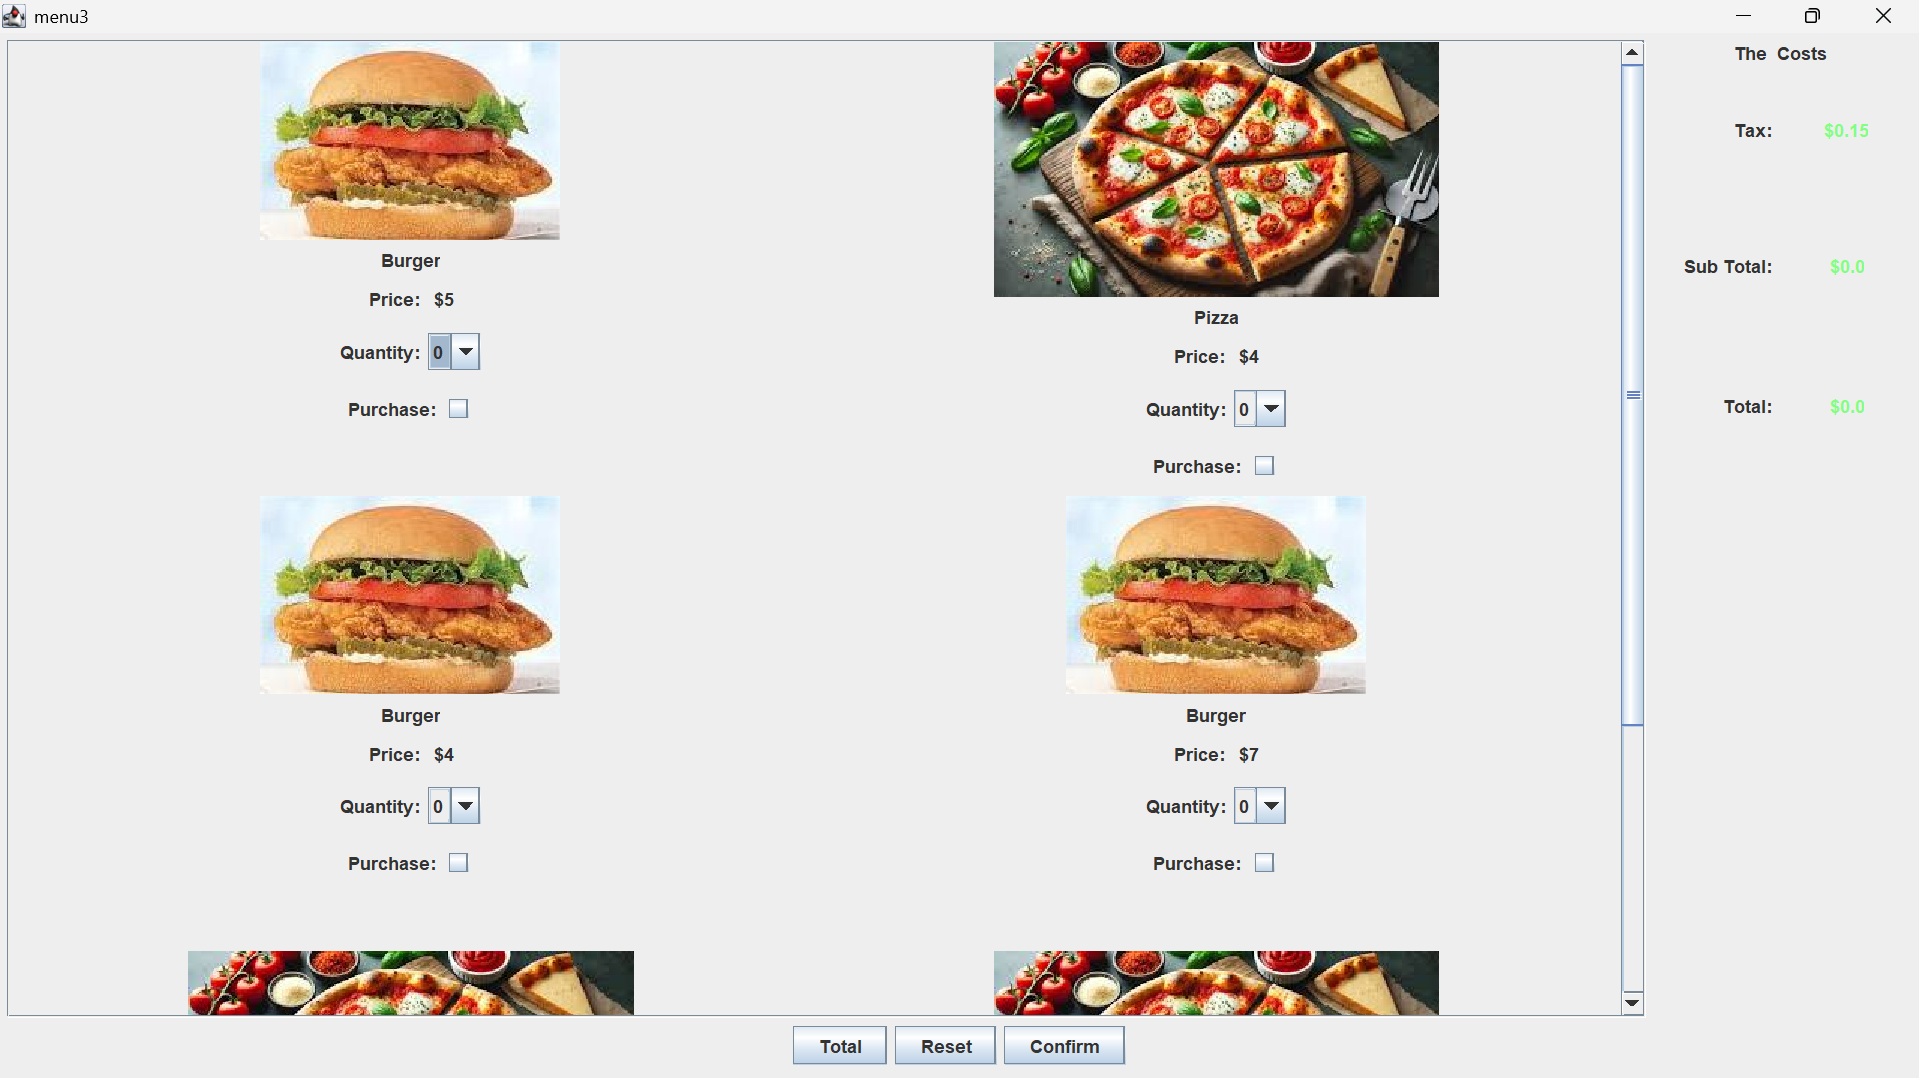 menu3
The Costs
Tax: $0.15
Sub Total: $0.0
Total: $0.0
Burger
Price: $5
Quantity: 0
Purchase:
Pizza
Price: $4
Quantity: 0
Purchase:
Burger
Price: $4
Quantity: 0
Purchase:
Burger
Price: $7
Quantity: 0
Purchase:
Total
Reset
Confirm